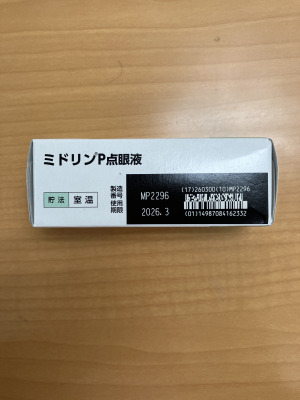 ミドリンP点眼液
貯法 室温
製造番号 MP2296
使用期限 2026.3
(17)260300(10)MP2296
(01)14987084162332